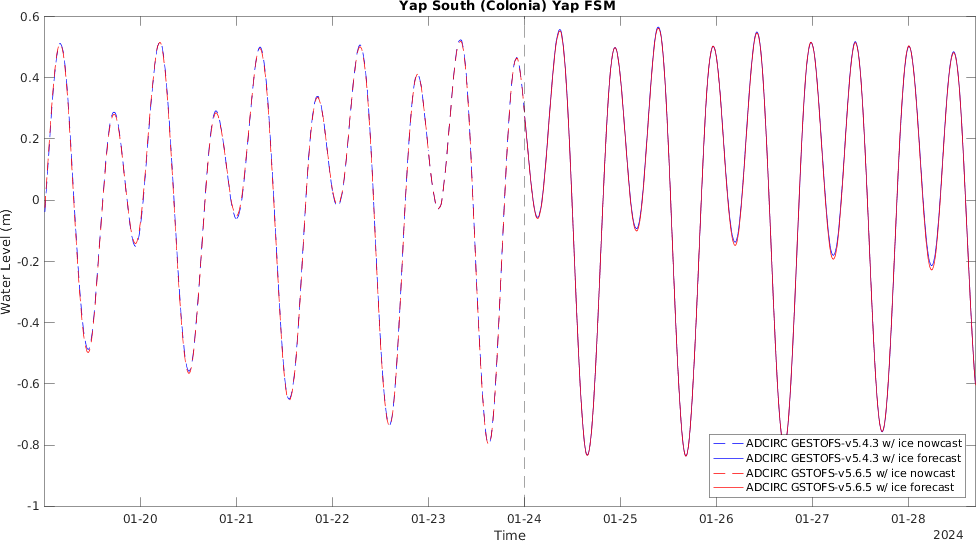 Yap South (Colonia) Yap FSM
0.6
0.4
0.2
0
-0.2
-0.4
-0.6
-0.8
-1
Water Level (m)
ADCIRC GESTOFS-v5.4.3 w/ ice nowcast
ADCIRC GESTOFS-v5.4.3 w/ ice forecast
ADCIRC GSTOFS-v5.6.5 w/ ice nowcast
ADCIRC GSTOFS-v5.6.5 w/ ice forecast
01-20 01-21 01-22 01-23 01-24 01-25 01-26 01-27 01-28
Time
2024